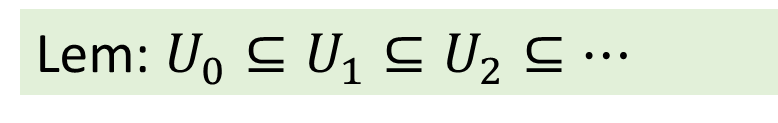 Lem: U₀ ⊆ U₁ ⊆ U₂ ⊆ ⋯